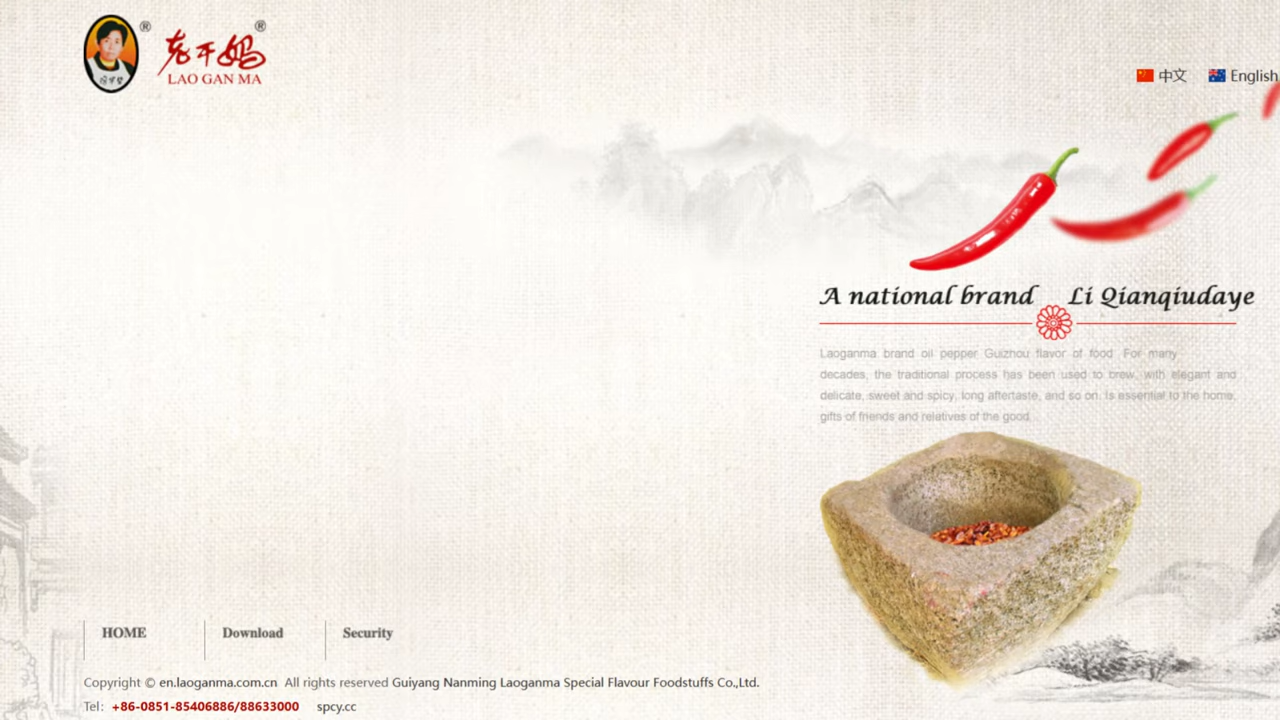 老干妈
LAO GAN MA
中文 English
A national brand Li Qianqiudaye
Laoganma brand oil pepper Guizhou flavor of food. For many
decades, the traditional process has been used to brew, with elegant and
delicate, sweet and spicy, long aftertaste, and so on. Is essential to the home,
gifts of friends and relatives of the good.
HOME Download Security
Copyright © en.laoganma.com.cn All rights reserved Guiyang Nanming Laoganma Special Flavour Foodstuffs Co.,Ltd.
Tel: +86-0851-85406886/88633000 spcy.cc